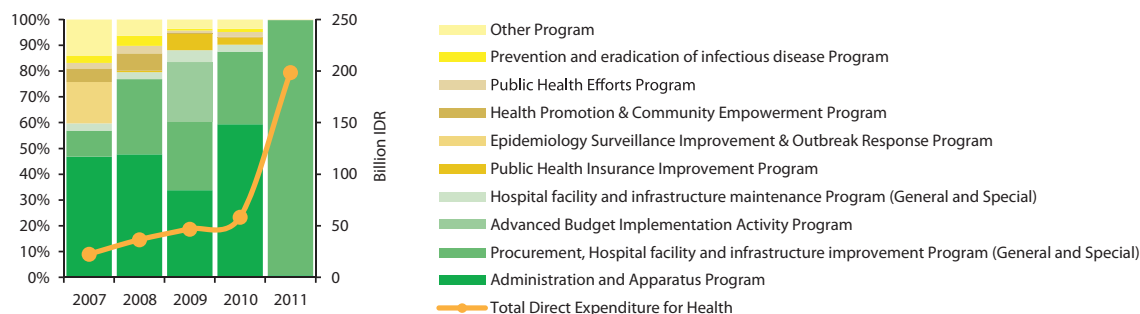 100%
90%
80%
70%
60%
50%
40%
30%
20%
10%
0%
250
200
150
100
50
0
Billion IDR
2007 2008 2009 2010 2011
Other Program
Prevention and eradication of infectious disease Program
Public Health Efforts Program
Health Promotion & Community Empowerment Program
Epidemiology Surveillance Improvement & Outbreak Response Program
Public Health Insurance Improvement Program
Hospital facility and infrastructure maintenance Program (General and Special)
Advanced Budget Implementation Activity Program
Procurement, Hospital facility and infrastructure improvement Program (General and Special)
Administration and Apparatus Program
Total Direct Expenditure for Health